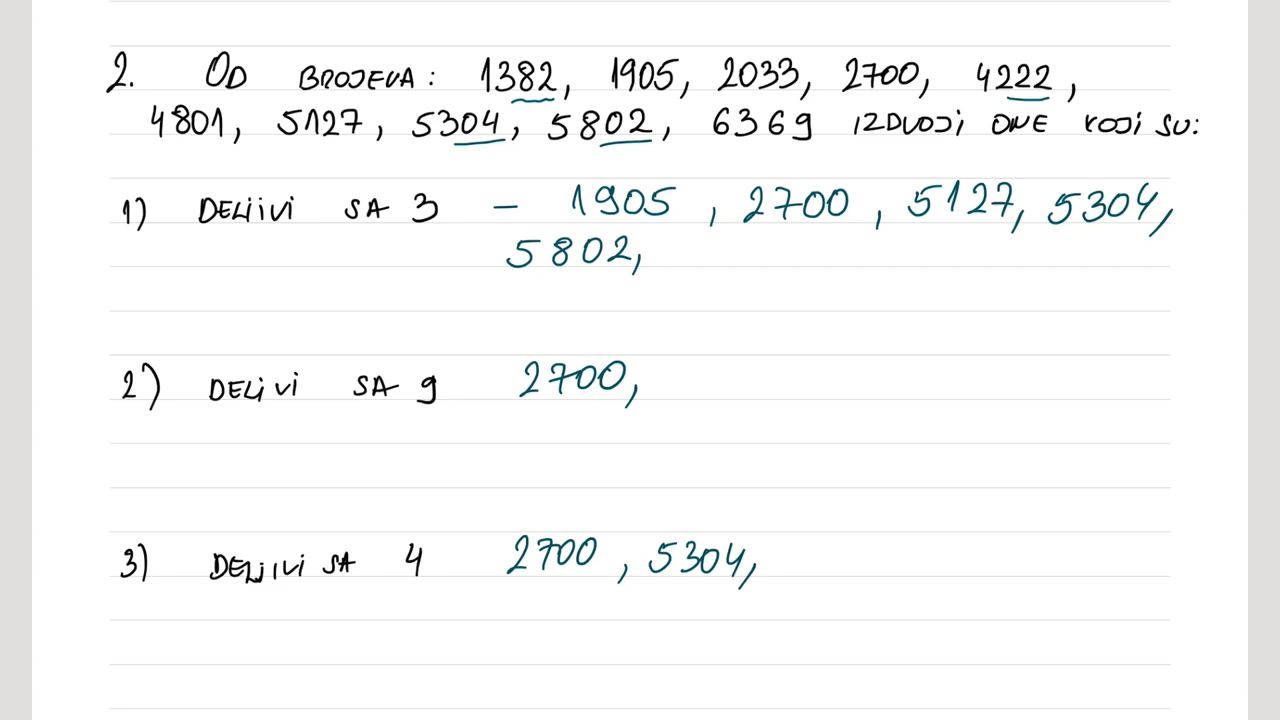 2. OD BROJEVA: 1382, 1905, 2033, 2700, 4222,
4801, 5127, 5304, 5802, 6369 IZDVOJI ONE KOJI SU:
1) DELJIVI SA 3 - 1905, 2700, 5127, 5304,
5802,
2) DELJIVI SA 9 2700,
3) DELJIVI SA 4 2700, 5304,